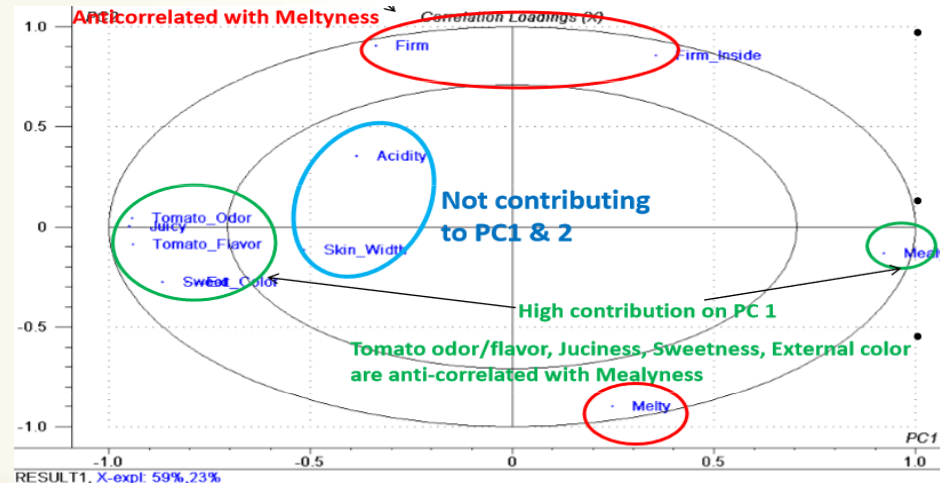 Anticorrelated with Meltyness
Correlation Loadings (X)
1.0
Firm
Firm_Inside
0.5
Acidity
Not contributing
to PC1 & 2
Tomato_Odor
Juicy
0
Tomato_Flavor
Skin_Width
Mealy
Sweet
Ext_Color
High contribution on PC 1
-0.5
Tomato odor/flavor, Juciness, Sweetness, External color
are anti-correlated with Mealyness
Melty
-1.0
PC1
-1.0 -0.5 0 0.5 1.0
RESULT1, X-expl: 59%,23%